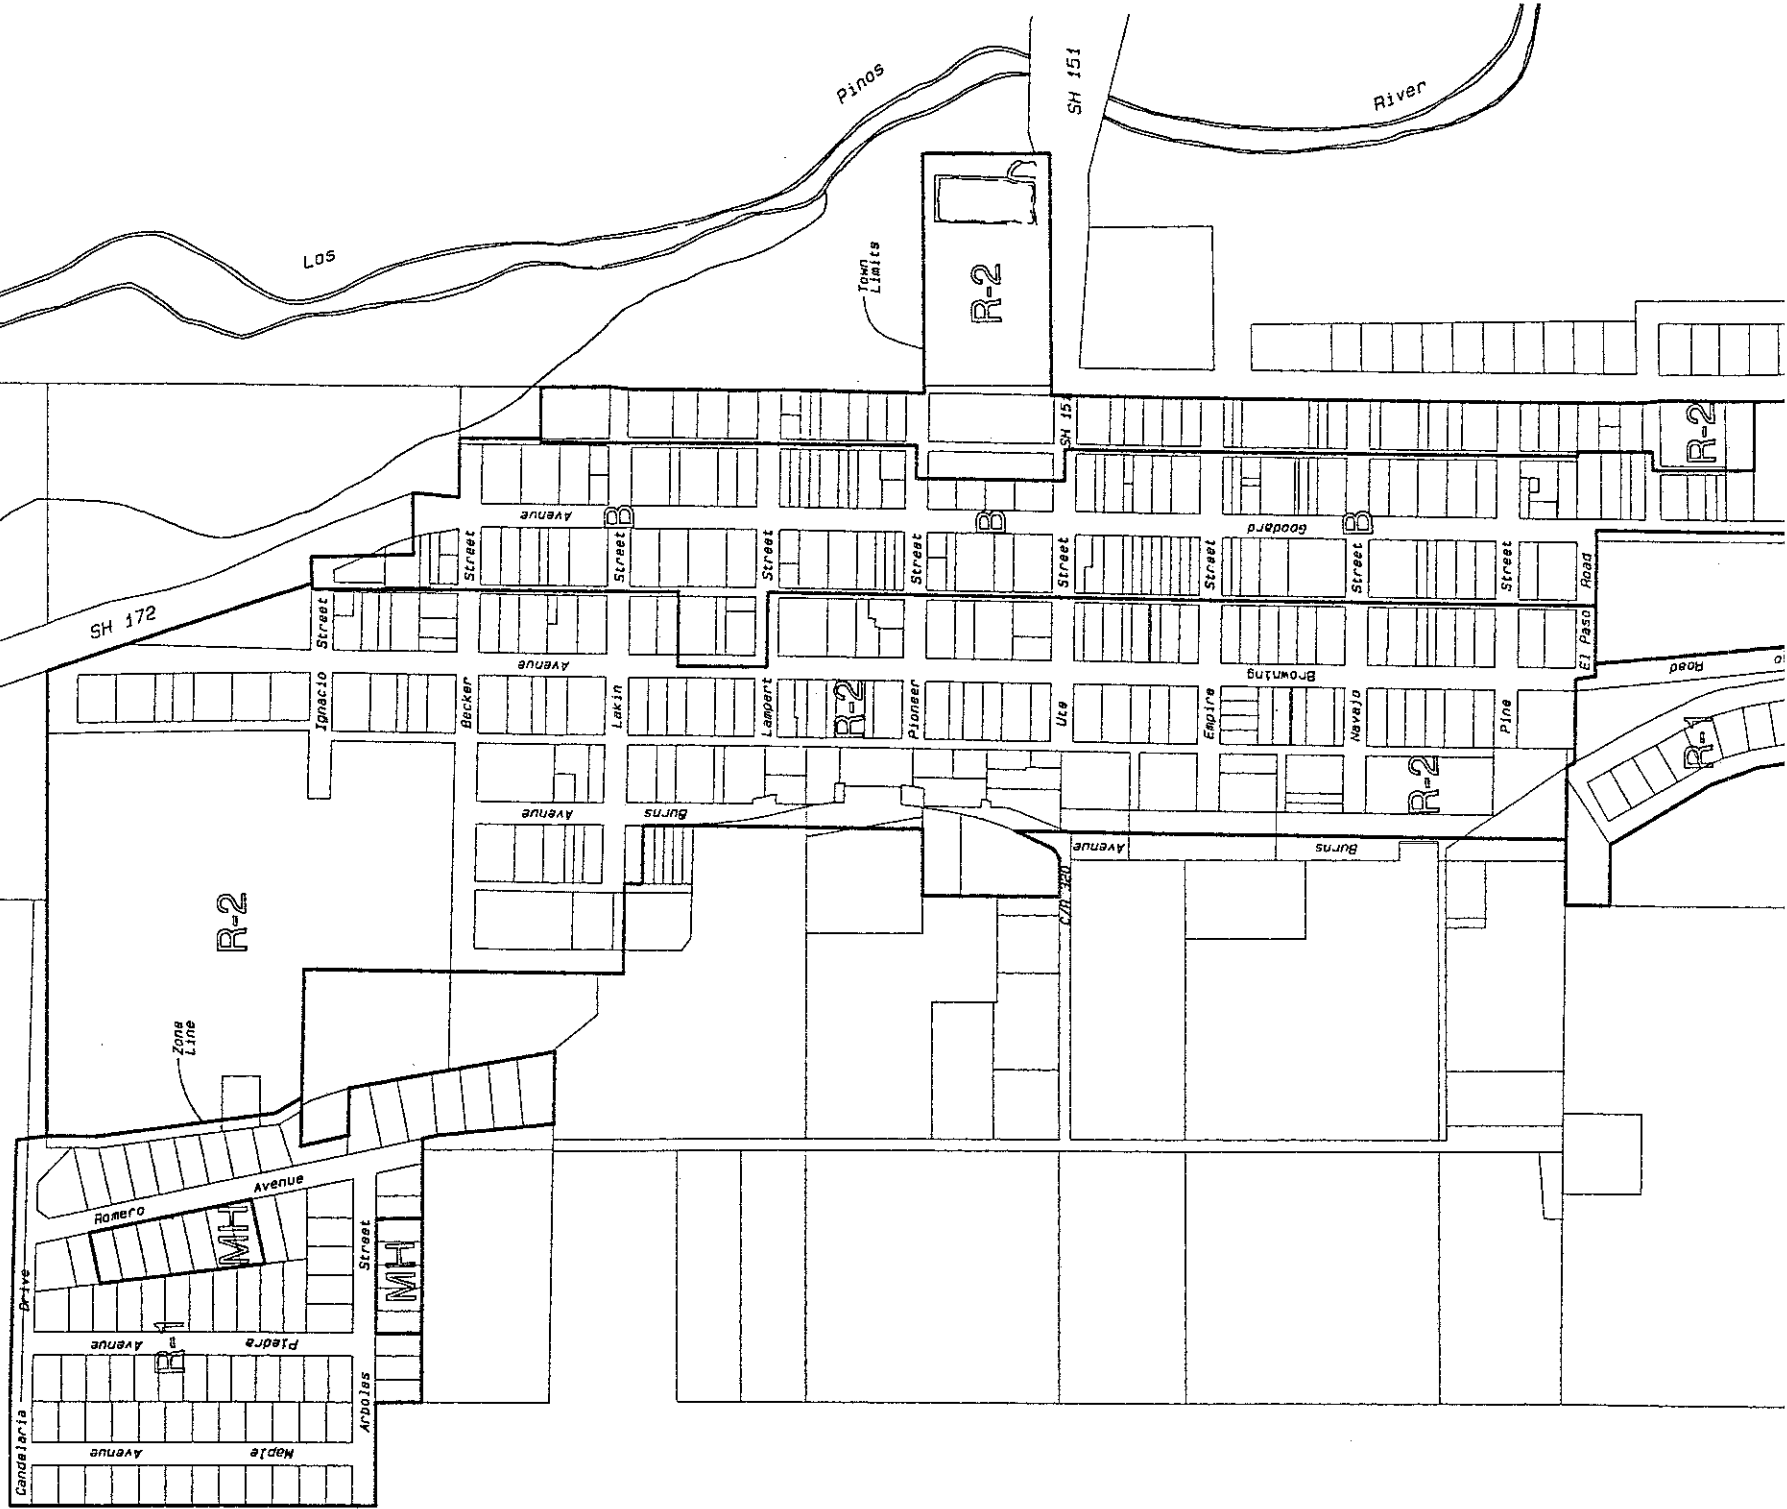 SH 151
Pinos
River
Los
Town
Limits
R-2
SH 151
R-2
Avenue
B
B
Goddard
B
Street
Street
Street
Street
Street
Street
Street
Street
Road
SH 172
Street
Avenue
Browning
El Paso
Road
Ignacio
Becker
Lakin
Lampert
R-2
Pioneer
Ute
Empire
Navajo
Pine
R-1
R-2
Avenue
Burns
Avenue
Burns
C/R 320
R-2
Zone
Line
Avenue
Romero
MH
Street
MH
Drive
Avenue
Piedra
R-1
Arboles
Candelaria
Avenue
Maple